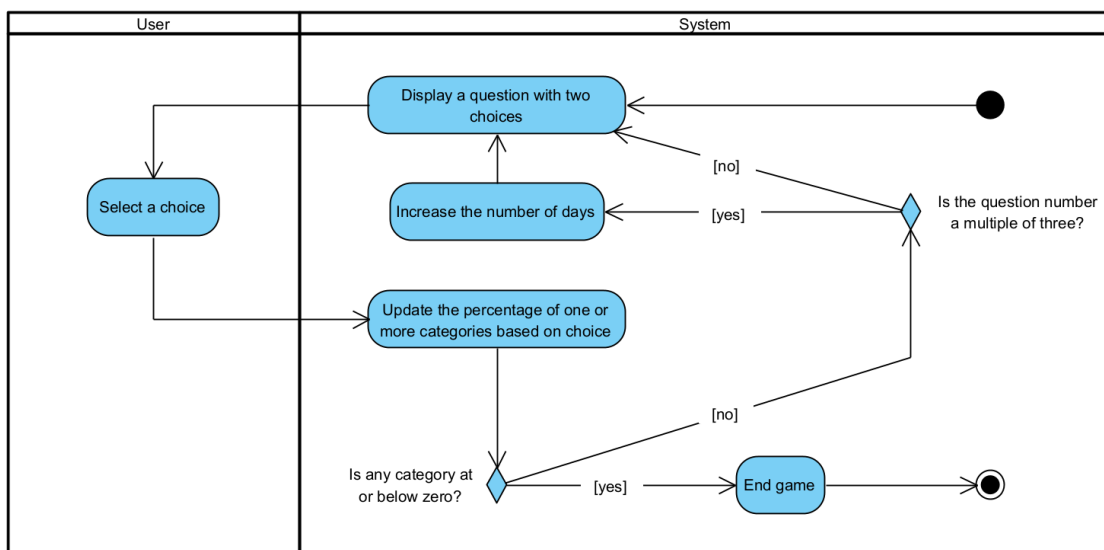 User
System
Display a question with two
choices
[no]
Select a choice
Increase the number of days
[yes]
Is the question number
a multiple of three?
Update the percentage of one or
more categories based on choice
[no]
Is any category at
or below zero?
[yes]
End game